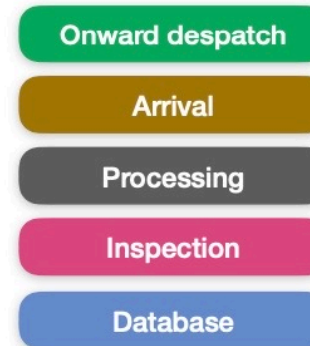 Onward despatch
Arrival
Processing
Inspection
Database